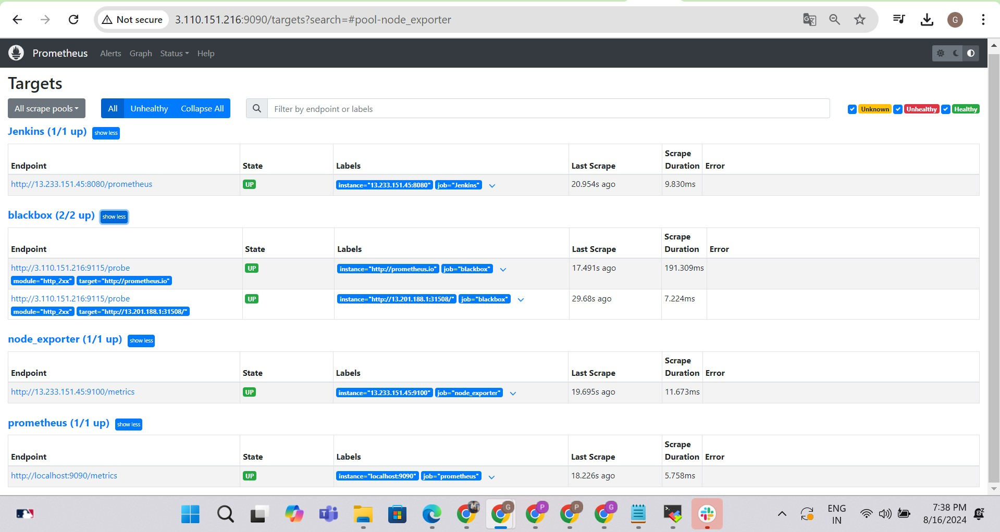 Not secure 3.110.151.216:9090/targets?search=#pool-node_exporter G
Prometheus Alerts Graph Status Help
Targets
All scrape pools All Unhealthy Collapse All Filter by endpoint or labels Unknown Unhealthy Healthy
Jenkins (1/1 up) show less
Endpoint State Labels Last Scrape Scrape Duration Error
http://13.233.151.45:8080/prometheus UP instance="13.233.151.45:8080" job="Jenkins" 20.954s ago 9.830ms
blackbox (2/2 up) show less
Endpoint State Labels Last Scrape Scrape Duration Error
http://3.110.151.216:9115/probe UP instance="http://prometheus.io" job="blackbox" 17.491s ago 191.309ms
module="http_2xx" target="http://prometheus.io"
http://3.110.151.216:9115/probe UP instance="http://13.201.188.1:31508/" job="blackbox" 29.68s ago 7.224ms
module="http_2xx" target="http://13.201.188.1:31508/"
node_exporter (1/1 up) show less
Endpoint State Labels Last Scrape Scrape Duration Error
http://13.233.151.45:9100/metrics UP instance="13.233.151.45:9100" job="node_exporter" 19.695s ago 11.673ms
prometheus (1/1 up) show less
Endpoint State Labels Last Scrape Scrape Duration Error
http://localhost:9090/metrics UP instance="localhost:9090" job="prometheus" 18.226s ago 5.758ms
G P P G
ENG 7:38 PM
IN 8/16/2024